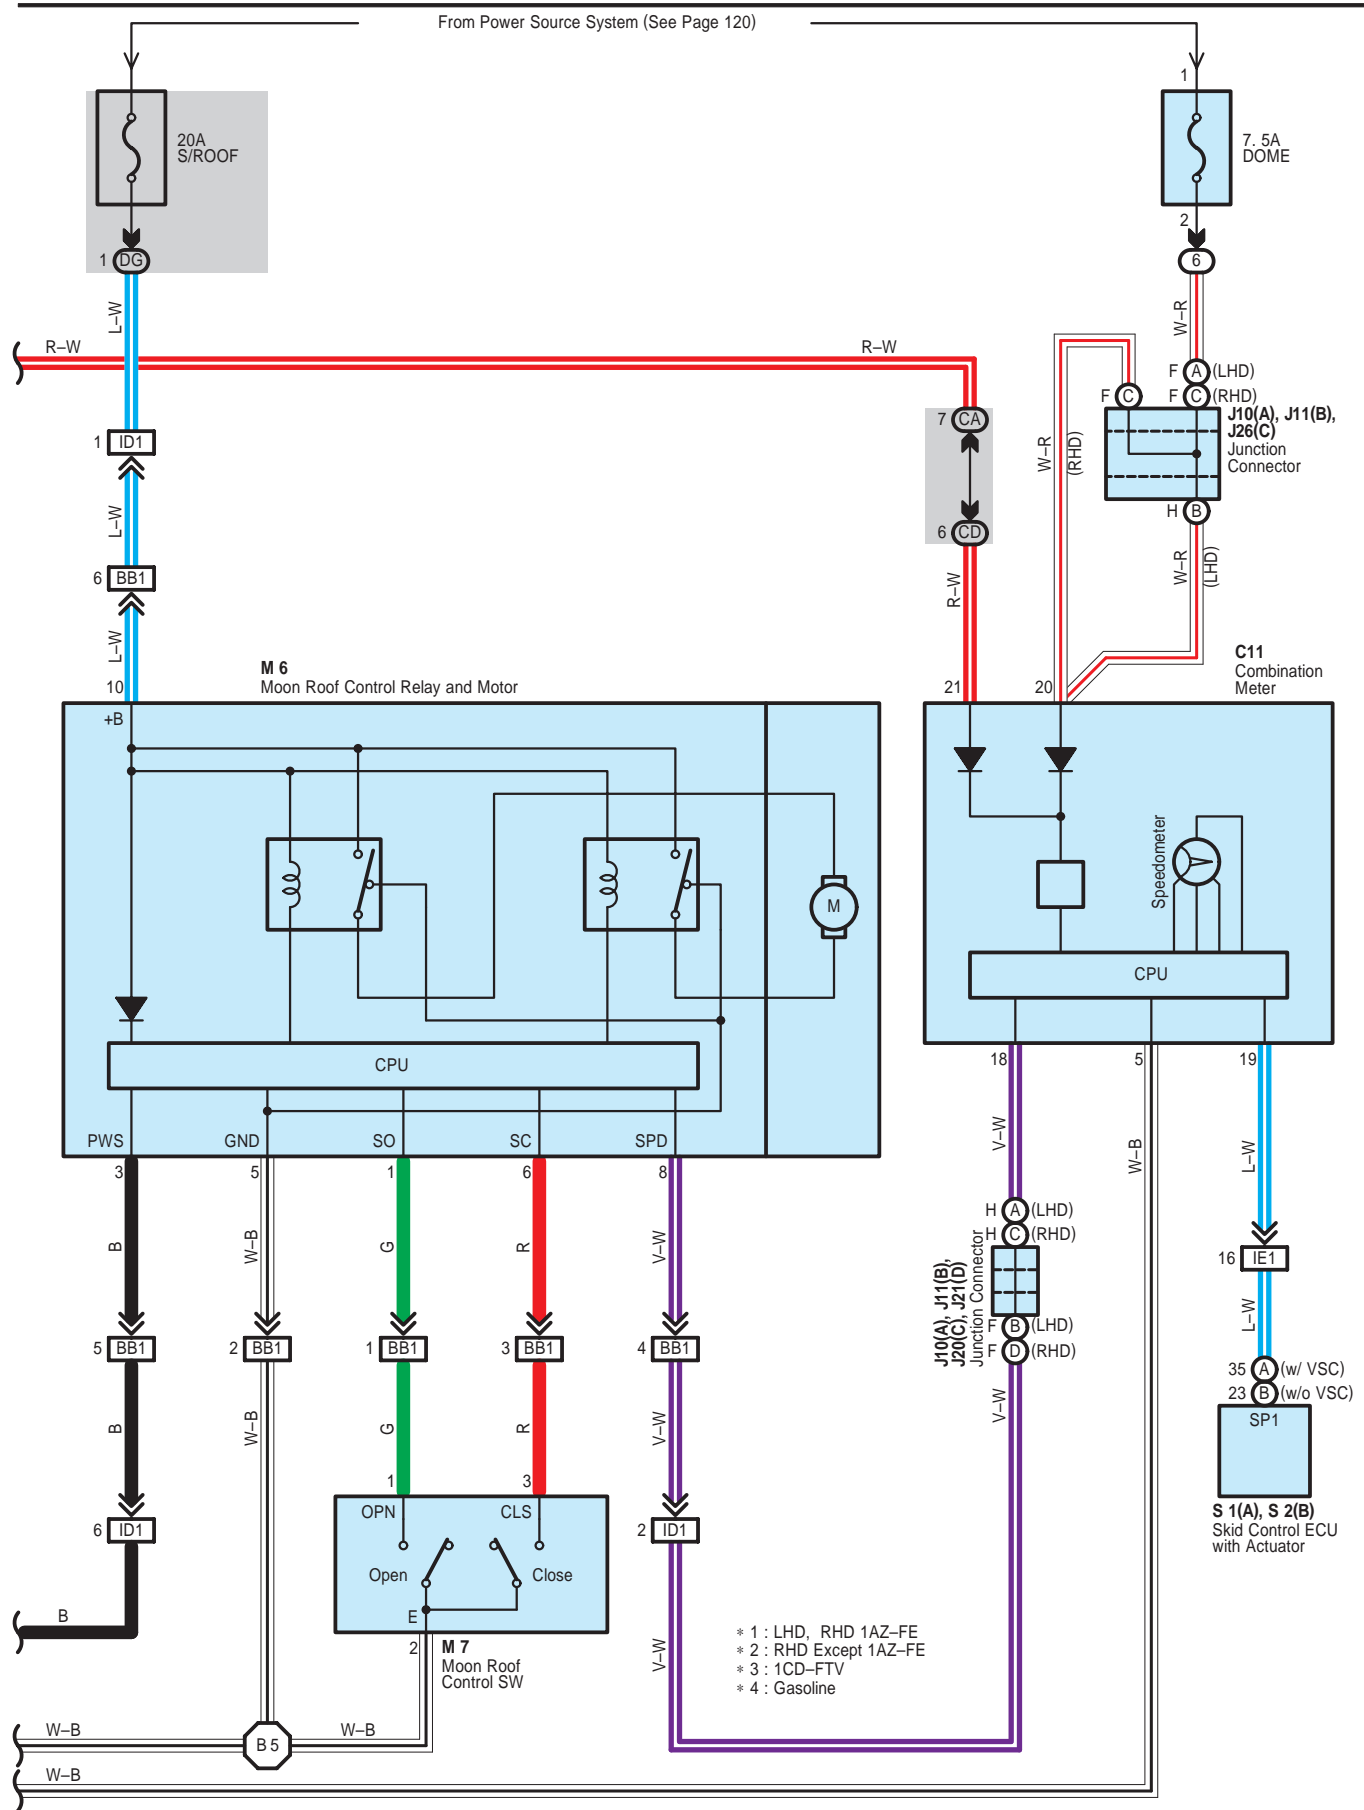 From Power Source System (See Page 120)
1
20A
S/ROOF
7. 5A
DOME
2
1 DG
6
L–W
W–R
R–W
R–W
F A (LHD)
F C
F C (RHD)
J10(A), J11(B),
J26(C)
Junction
Connector
7 CA
1 ID1
W–R
(RHD)
H B
6 CD
L–W
W–R
(LHD)
6 BB1
R–W
L–W
M 6
Moon Roof Control Relay and Motor
C11
Combination
Meter
10
21
20
+B
Speedometer
M
CPU
CPU
PWS
GND
SO
SC
SPD
18
5
19
3
5
1
6
8
V–W
W–B
L–W
B
W–B
G
R
V–W
H A (LHD)
H C (RHD)
16 IE1
J10(A), J11(B),
J20(C), J21(D)
Junction Connector
L–W
F B (LHD)
F D (RHD)
5 BB1
2 BB1
1 BB1
3 BB1
4 BB1
35 A (w/ VSC)
23 B (w/o VSC)
SP1
V–W
B
W–B
G
R
V–W
1
3
OPN
CLS
S 1(A), S 2(B)
Skid Control ECU
with Actuator
6 ID1
2 ID1
Open
Close
E
B
2
M 7
Moon Roof
Control SW
V–W
* 1 : LHD, RHD 1AZ–FE
* 2 : RHD Except 1AZ–FE
* 3 : 1CD–FTV
* 4 : Gasoline
W–B
B 5
W–B
W–B